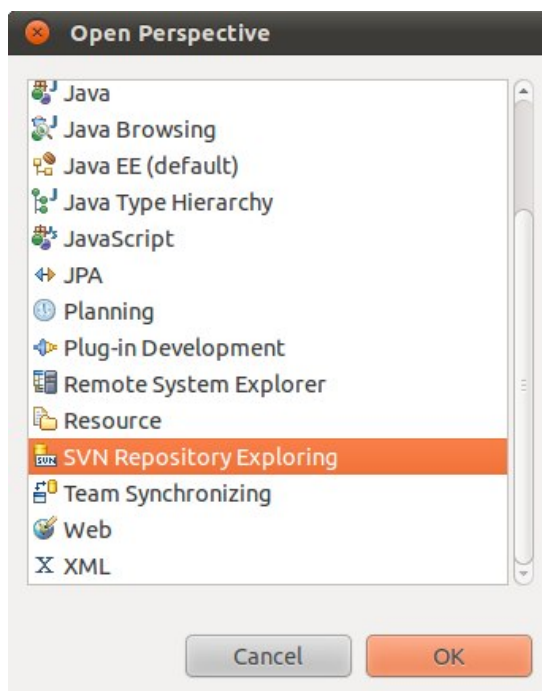 Open Perspective
Java
Java Browsing
Java EE (default)
Java Type Hierarchy
JavaScript
JPA
Planning
Plug-in Development
Remote System Explorer
Resource
SVN SVN Repository Exploring
Team Synchronizing
Web
X XML
Cancel OK